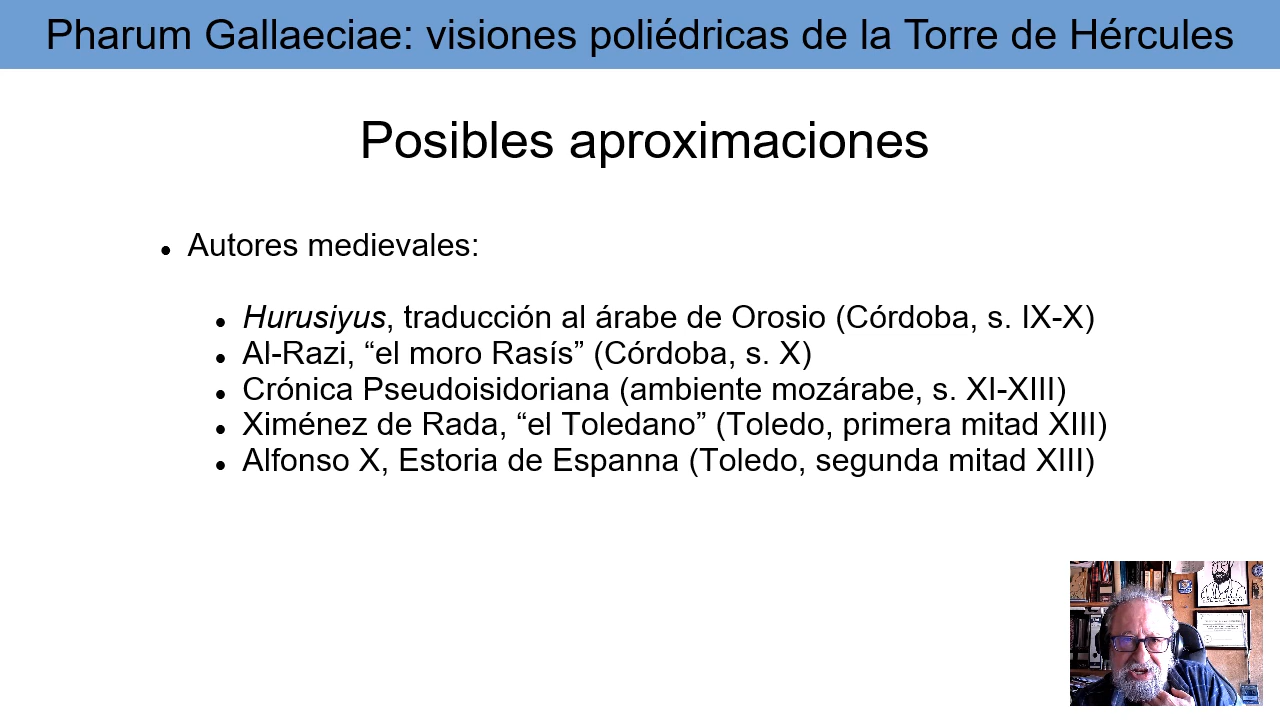 Pharum Gallaeciae: visiones poliédricas de la Torre de Hércules
Posibles aproximaciones
● Autores medievales:
● Hurusiyus, traducción al árabe de Orosio (Córdoba, s. IX-X)
● Al-Razi, “el moro Rasís” (Córdoba, s. X)
● Crónica Pseudoisidoriana (ambiente mozárabe, s. XI-XIII)
● Ximénez de Rada, “el Toledano” (Toledo, primera mitad XIII)
● Alfonso X, Estoria de Espanna (Toledo, segunda mitad XIII)